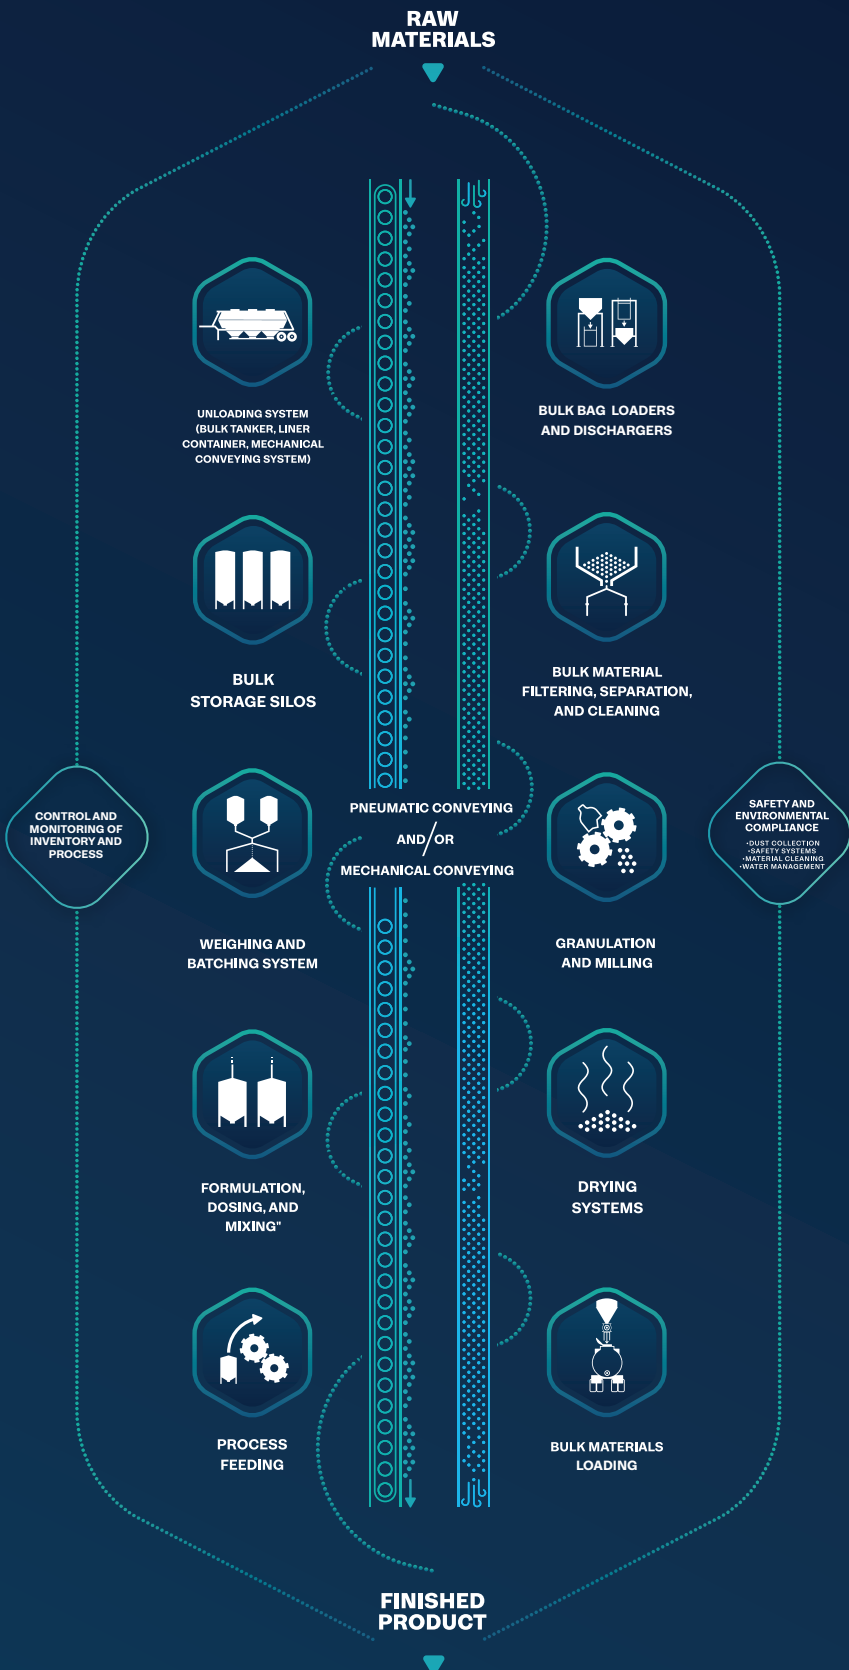 RAW
MATERIALS
UNLOADING SYSTEM
(BULK TANKER, LINER
CONTAINER, MECHANICAL
CONVEYING SYSTEM)
BULK BAG LOADERS
AND DISCHARGERS
BULK
STORAGE SILOS
BULK MATERIAL
FILTERING, SEPARATION,
AND CLEANING
CONTROL AND
MONITORING OF
INVENTORY AND
PROCESS
PNEUMATIC CONVEYING
AND/OR
MECHANICAL CONVEYING
SAFETY AND
ENVIRONMENTAL
COMPLIANCE
•DUST COLLECTION
•SAFETY SYSTEMS
•MATERIAL CLEANING
•WATER MANAGEMENT
WEIGHING AND
BATCHING SYSTEM
GRANULATION
AND MILLING
FORMULATION,
DOSING, AND
MIXING"
DRYING
SYSTEMS
PROCESS
FEEDING
BULK MATERIALS
LOADING
FINISHED
PRODUCT